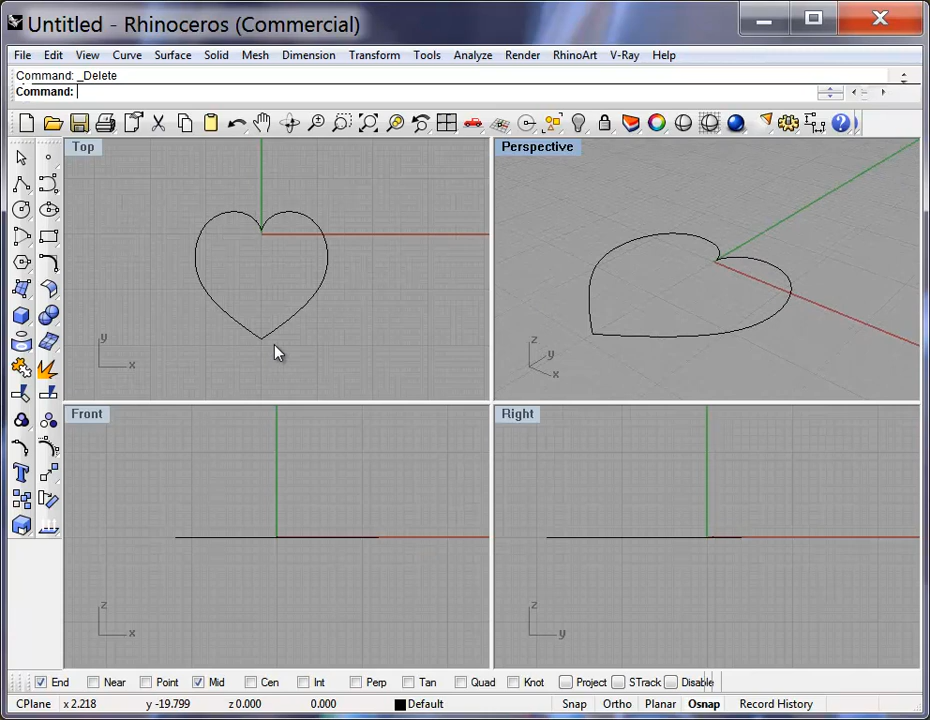 Untitled - Rhinoceros (Commercial)
File Edit View Curve Surface Solid Mesh Dimension Transform Tools Analyze Render RhinoArt V-Ray Help
Command: _Delete
Command:
Top
Perspective
y
x
z
y
x
Front
Right
z
x
z
y
End Near Point Mid Cen Int Perp Tan Quad Knot Project STrack Disable
CPlane x 2.218 y -19.799 z 0.000 0.000 Default Snap Ortho Planar Osnap Record History